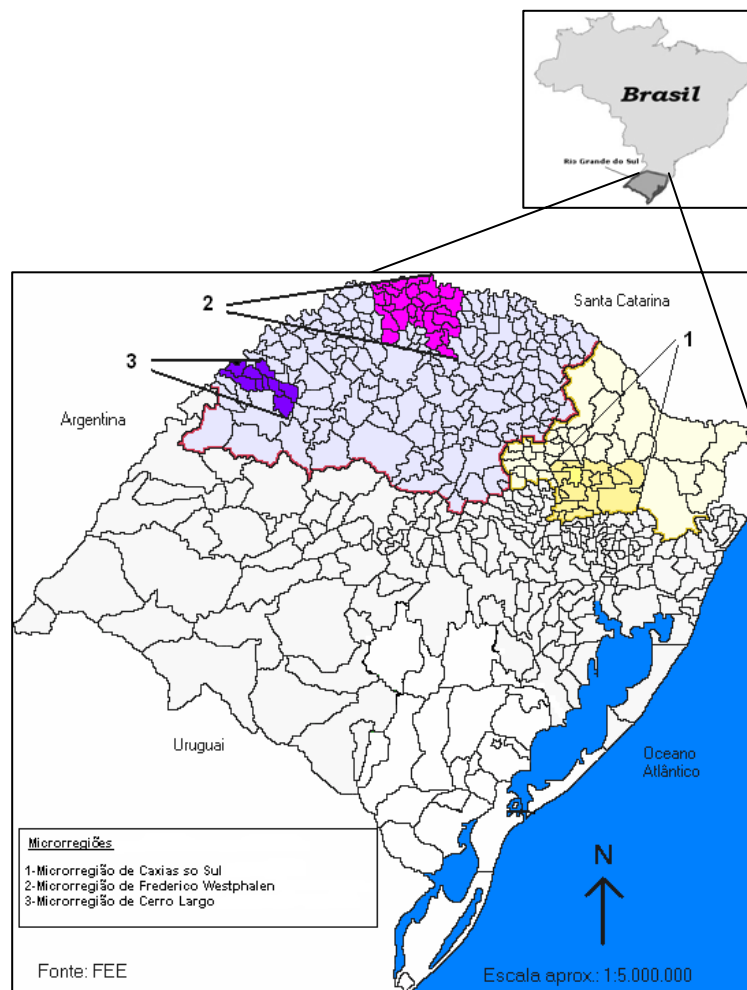 Brasil
Rio Grande do Sul
Santa Catarina
2
1
3
Argentina
Uruguai
Oceano
Atlântico
Microrregiões
1-Microrregião de Caxias so Sul
2-Microrregião de Frederico Westphalen
3-Microrregião de Cerro Largo
N
Fonte: FEE
Escala aprox.: 1:5.000.000